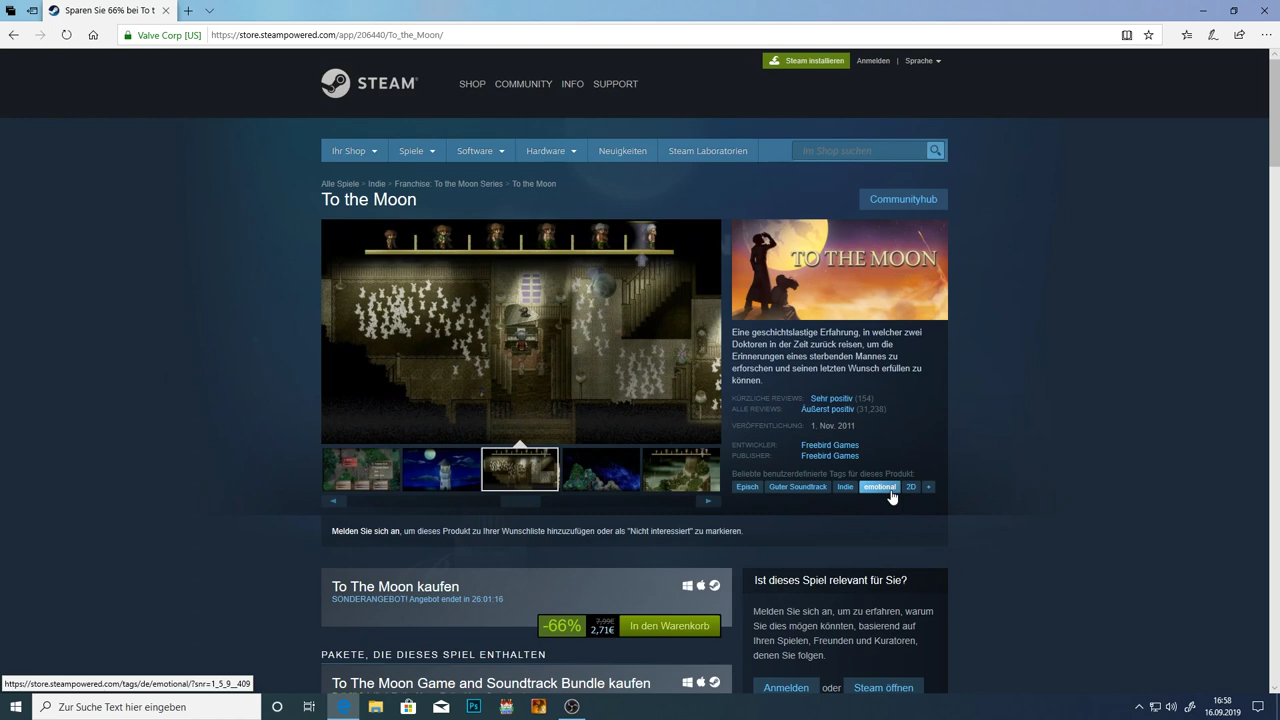 Sparen Sie 66% bei To t
Valve Corp [US]
https://store.steampowered.com/app/206440/To_the_Moon/
Steam installieren
Anmelden | Sprache
STEAM
SHOP COMMUNITY INFO SUPPORT
Ihr Shop Spiele Software Hardware Neuigkeiten Steam Laboratorien
Im Shop suchen
Alle Spiele > Indie > Franchise: To the Moon Series > To the Moon
To the Moon
Communityhub
TO THE MOON
Eine geschichtslastige Erfahrung, in welcher zwei
Doktoren in der Zeit zurück reisen, um die
Erinnerungen eines sterbenden Mannes zu
erforschen und seinen letzten Wunsch erfüllen zu
können.
KÜRZLICHE REVIEWS: Sehr positiv (154)
ALLE REVIEWS: Äußerst positiv (31,238)
VERÖFFENTLICHUNG: 1. Nov. 2011
ENTWICKLER: Freebird Games
PUBLISHER: Freebird Games
Beliebte benutzerdefinierte Tags für dieses Produkt:
Episch Guter Soundtrack Indie emotional 2D +
Melden Sie sich an, um dieses Produkt zu Ihrer Wunschliste hinzuzufügen oder als "Nicht interessiert" zu markieren.
To The Moon kaufen
SONDERANGEBOT! Angebot endet in 26:01:16
-66%
7,99€
2,71€
In den Warenkorb
PAKETE, DIE DIESES SPIEL ENTHALTEN
To The Moon Game and Soundtrack Bundle kaufen
Ist dieses Spiel relevant für Sie?
Melden Sie sich an, um zu erfahren, warum
Sie dies mögen könnten, basierend auf
Ihren Spielen, Freunden und Kuratoren,
denen Sie folgen.
Anmelden oder Steam öffnen
https://store.steampowered.com/tags/de/emotional/?snr=1_5_9__409
Zur Suche Text hier eingeben
Ps
16:58
16.09.2019